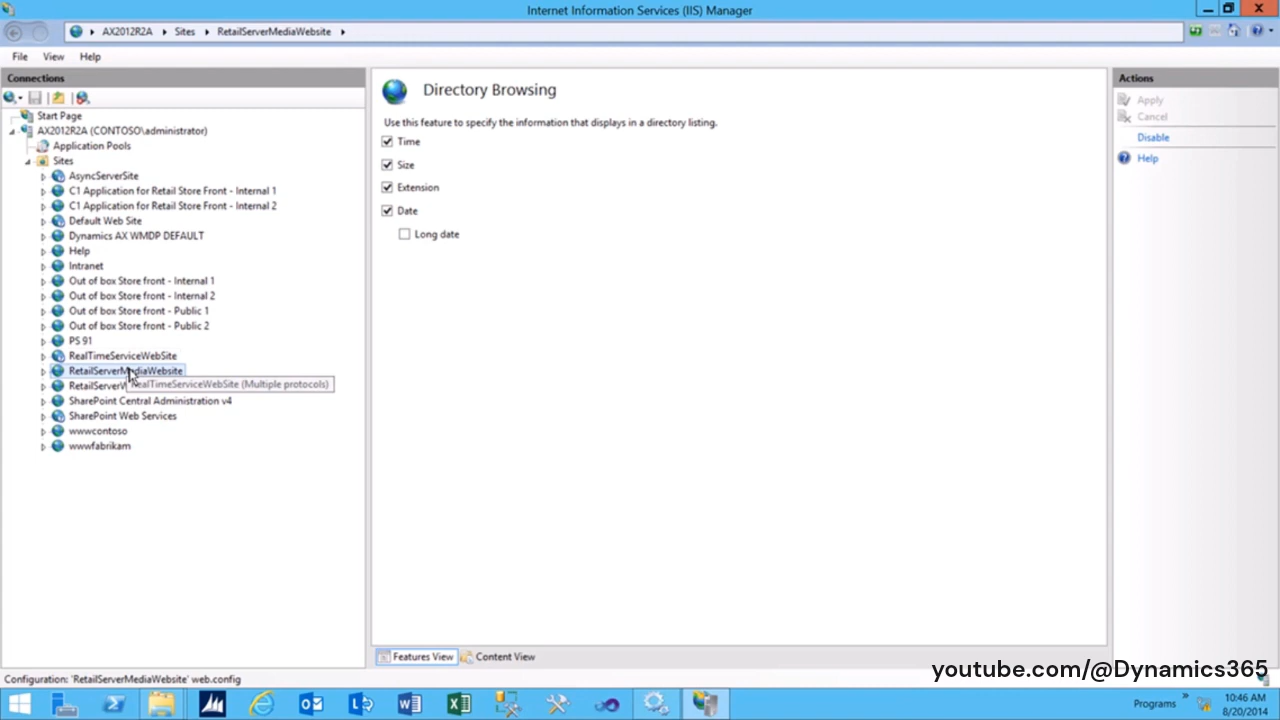 Internet Information Services (IIS) Manager
AX2012R2A Sites RetailServerMediaWebsite
File View Help
Connections
Start Page
AX2012R2A (CONTOSO\administrator)
Application Pools
Sites
AsyncServerSite
C1 Application for Retail Store Front - Internal 1
C1 Application for Retail Store Front - Internal 2
Default Web Site
Dynamics AX WMDP DEFAULT
Help
Intranet
Out of box Store front - Internal 1
Out of box Store front - Internal 2
Out of box Store front - Public 1
Out of box Store front - Public 2
PS 91
RealTimeServiceWebSite
RetailServerMediaWebsite
RealTimeServiceWebSite (Multiple protocols)
SharePoint Central Administration v4
SharePoint Web Services
wwwcontoso
wwwfabrikam
Directory Browsing
Use this feature to specify the information that displays in a directory listing.
Time
Size
Extension
Date
Long date
Features View Content View
Actions
Apply
Cancel
Disable
Help
Configuration: 'RetailServerMediaWebsite' web.config
youtube.com/@Dynamics365
Programs
10:46 AM
8/20/2014